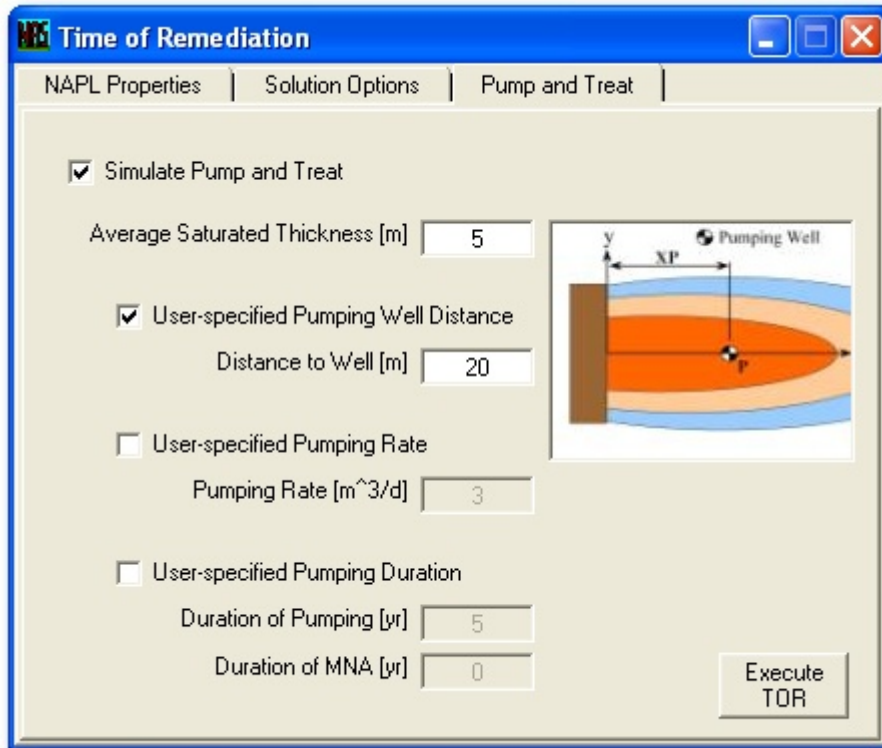 NAS Time of Remediation
NAPL Properties Solution Options Pump and Treat
Simulate Pump and Treat
Average Saturated Thickness [m] 5
y Pumping Well
XP
User-specified Pumping Well Distance
Distance to Well [m] 20
P
User-specified Pumping Rate
Pumping Rate [m^3/d] 3
User-specified Pumping Duration
Duration of Pumping [yr] 5
Duration of MNA [yr] 0
Execute
TOR